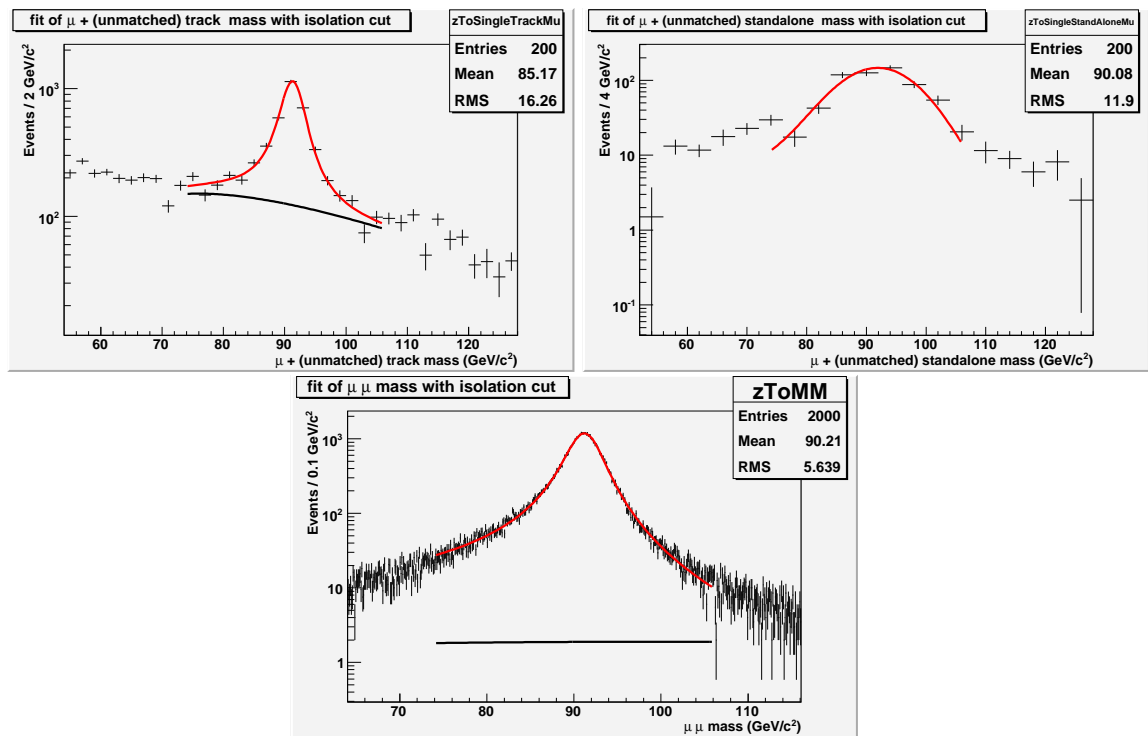 fit of μ + (unmatched) track mass with isolation cut
zToSingleTrackMu
Entries 200
Mean 85.17
RMS 16.26
Events / 2 GeV/c²
10³
10²
60 70 80 90 100 110 120
μ + (unmatched) track mass (GeV/c²)
fit of μ + (unmatched) standalone mass with isolation cut
zToSingleStandAloneMu
Entries 200
Mean 90.08
RMS 11.9
Events / 4 GeV/c²
10²
10
1
10⁻¹
60 70 80 90 100 110 120
μ + (unmatched) standalone mass (GeV/c²)
fit of μ μ mass with isolation cut
zToMM
Entries 2000
Mean 90.21
RMS 5.639
Events / 0.1 GeV/c²
10³
10²
10
1
70 80 90 100 110
μ μ mass (GeV/c²)